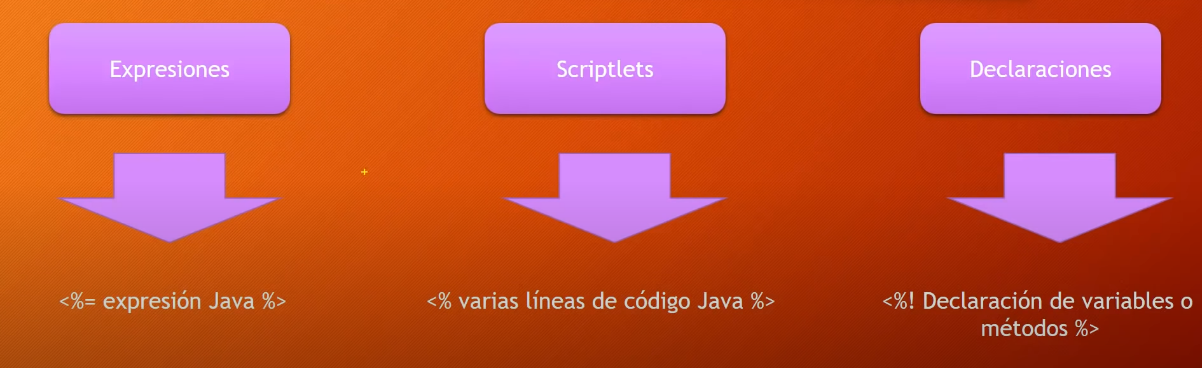 Expresiones
Scriptlets
Declaraciones
<%= expresión Java %>
<% varias líneas de código Java %>
<%! Declaración de variables o
métodos %>